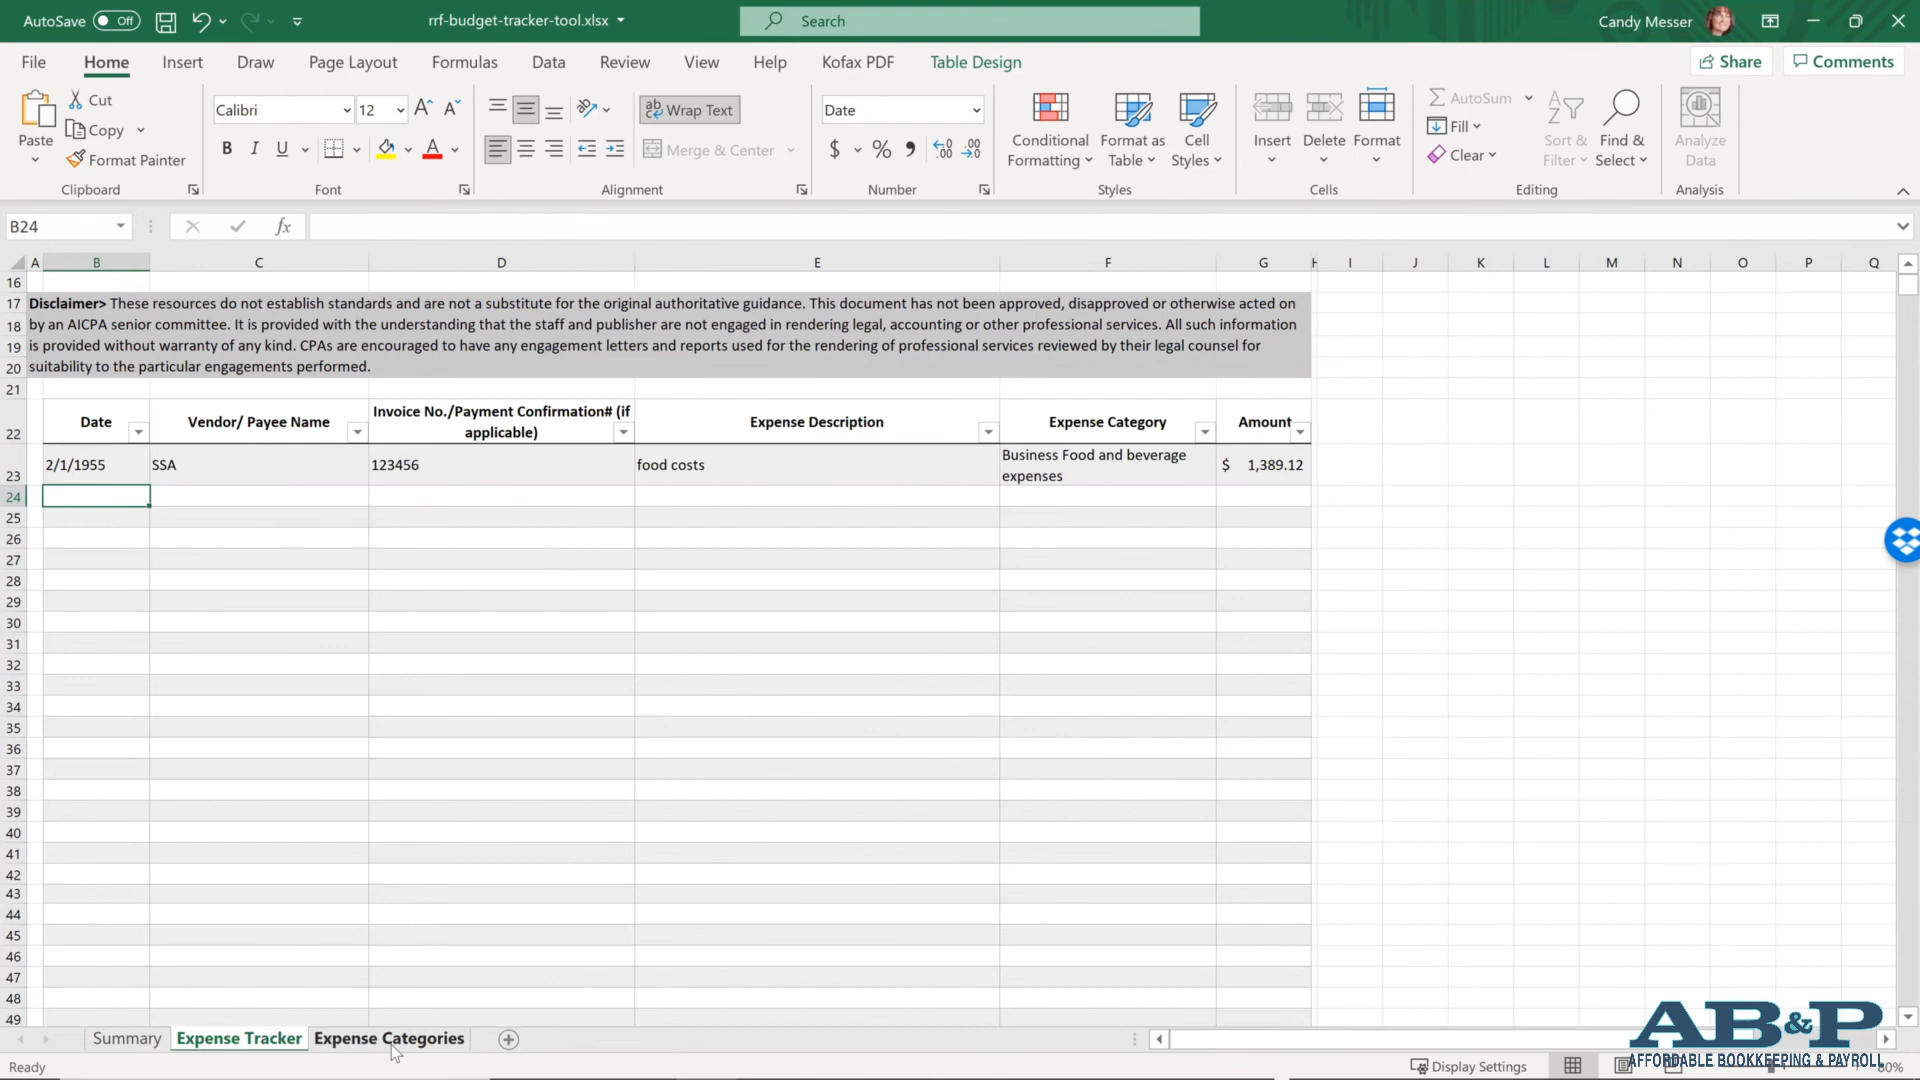 AutoSave Off rrf-budget-tracker-tool.xlsx Search Candy Messer
File Home Insert Draw Page Layout Formulas Data Review View Help Kofax PDF Table Design Share Comments
Paste Cut Copy Format Painter Clipboard
Calibri 12 B I U A Font
ab Wrap Text Merge & Center Alignment
Date $ % Number
Conditional Formatting Format as Table Cell Styles Styles
Insert Delete Format Cells
AutoSum Fill Clear Sort & Filter Find & Select Editing
Analyze Data Analysis
B24 fx
A B C D E F G H I J K L M N O P Q
16
17 Disclaimer> These resources do not establish standards and are not a substitute for the original authoritative guidance. This document has not been approved, disapproved or otherwise acted on
18 by an AICPA senior committee. It is provided with the understanding that the staff and publisher are not engaged in rendering legal, accounting or other professional services. All such information
19 is provided without warranty of any kind. CPAs are encouraged to have any engagement letters and reports used for the rendering of professional services reviewed by their legal counsel for
20 suitability to the particular engagements performed.
21
22 Date Vendor/ Payee Name Invoice No./Payment Confirmation# (if applicable) Expense Description Expense Category Amount
23 2/1/1955 SSA 123456 food costs Business Food and beverage expenses $ 1,389.12
24
25
26
27
28
29
30
31
32
33
34
35
36
37
38
39
40
41
42
43
44
45
46
47
48
49
Summary Expense Tracker Expense Categories
AB&P
AFFORDABLE BOOKKEEPING & PAYROLL
Ready Display Settings 80%